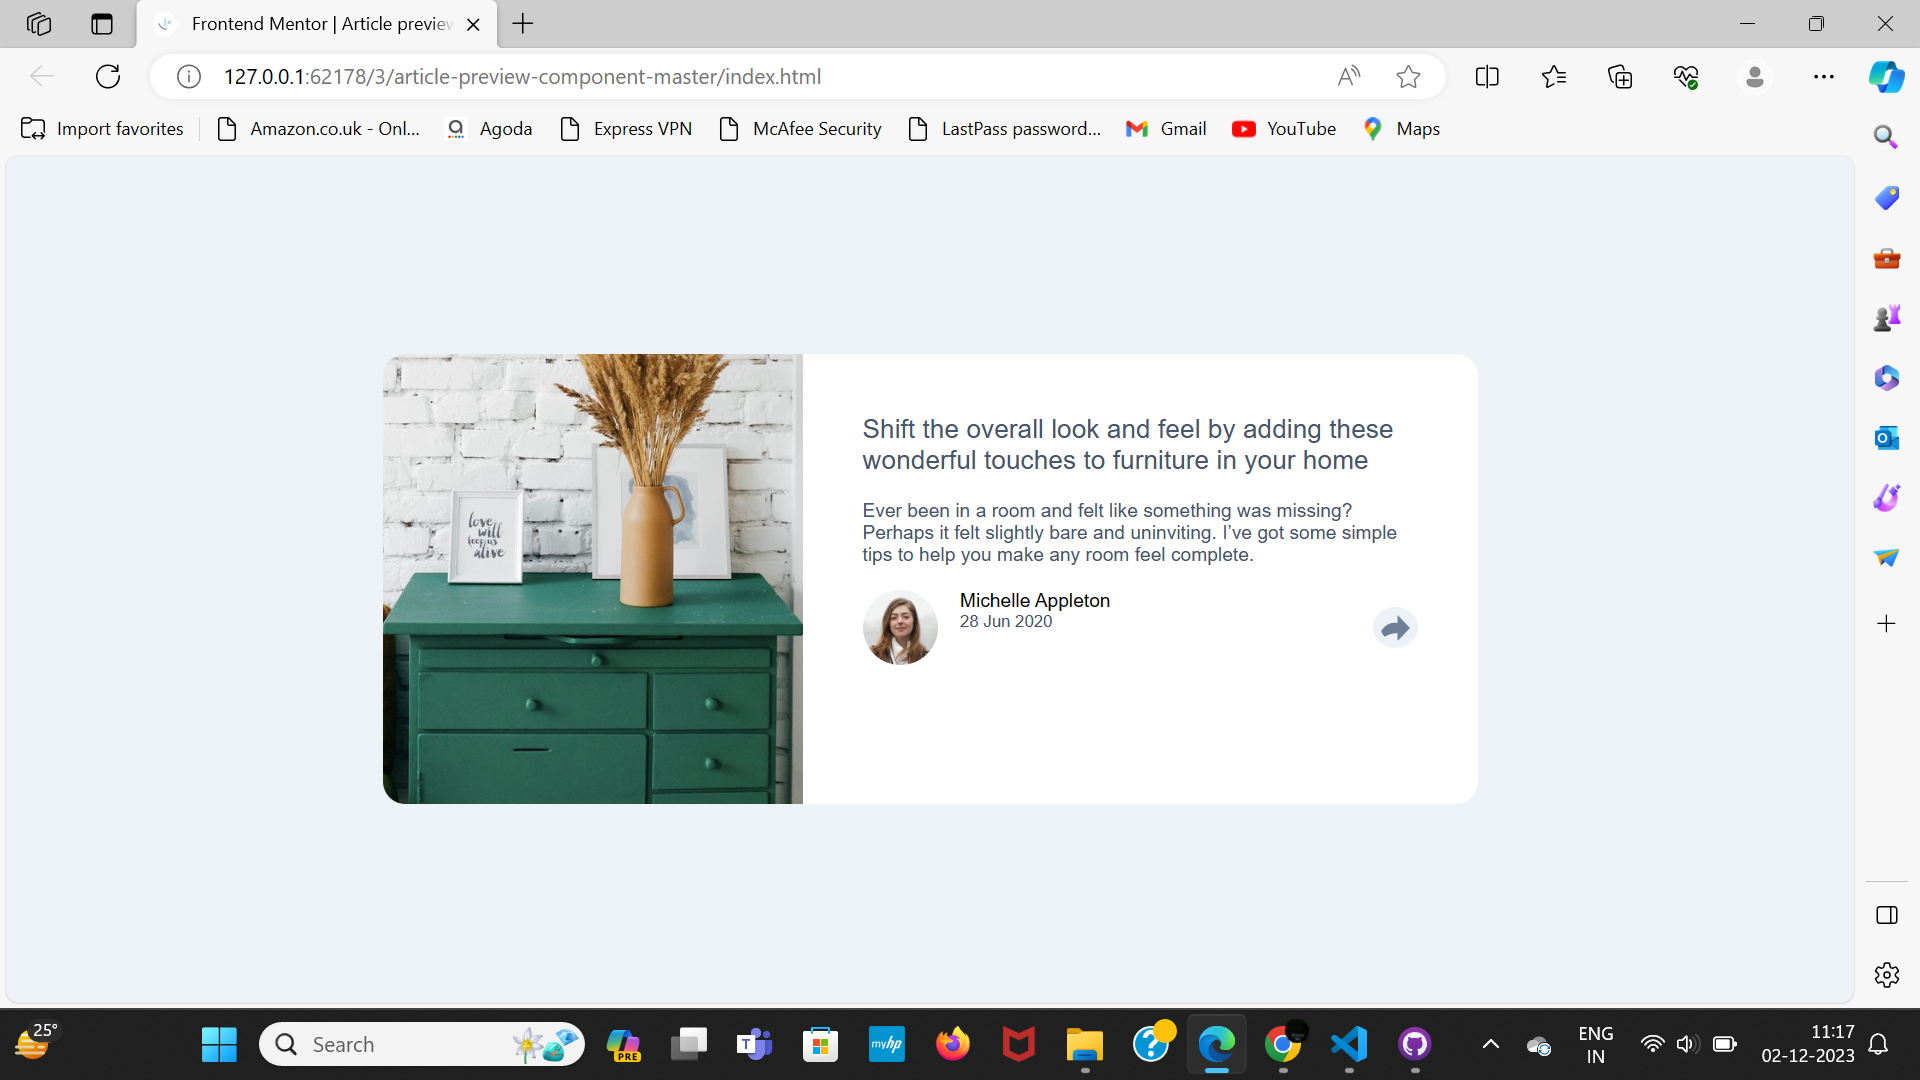 Frontend Mentor | Article preview
127.0.0.1:62178/3/article-preview-component-master/index.html
Import favorites
Amazon.co.uk - Onl...
Agoda
Express VPN
McAfee Security
LastPass password...
Gmail
YouTube
Maps
love
will
keep us
alive
Shift the overall look and feel by adding these
wonderful touches to furniture in your home
Ever been in a room and felt like something was missing?
Perhaps it felt slightly bare and uninviting. I’ve got some simple
tips to help you make any room feel complete.
Michelle Appleton
28 Jun 2020
25°
Search
PRE
T
myhp
ENG
IN
11:17
02-12-2023